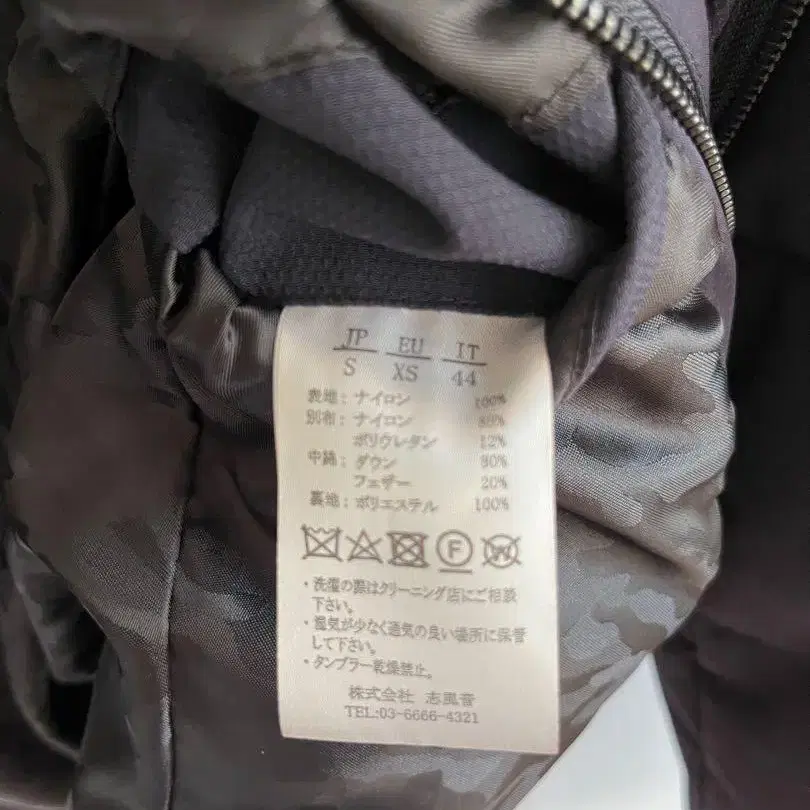 JP EU IT
S XS 44
表地：ナイロン 100%
別布：ナイロン 88%
ポリウレタン 12%
中綿：ダウン 80%
フェザー 20%
裏地：ポリエステル 100%
F W
・洗濯の際はクリーニング店にご相談
下さい。
・湿気が少なく通気の良い場所に保管
して下さい。
・タンブラー乾燥禁止。
株式会社 志風音
TEL:03-6666-4321